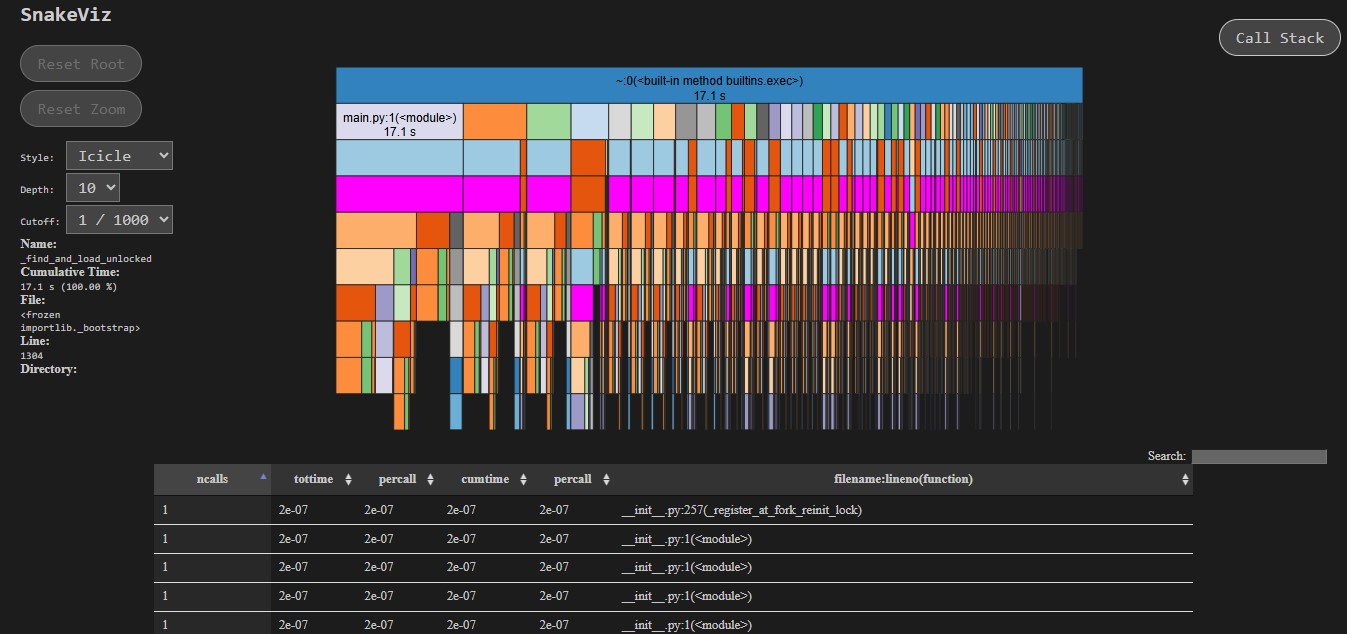 SnakeViz
Call Stack
Reset Root
Reset Zoom
Style: Icicle
Depth: 10
Cutoff: 1 / 1000
Name:
_find_and_load_unlocked
Cumulative Time:
17.1 s (100.00 %)
File:
<frozen
importlib._bootstrap>
Line:
1304
Directory:
~:0(<built-in method builtins.exec>)
17.1 s
main.py:1(<module>)
17.1 s
Search:
ncalls tottime percall cumtime percall filename:lineno(function)
1 2e-07 2e-07 2e-07 2e-07 __init__.py:257(_register_at_fork_reinit_lock)
1 2e-07 2e-07 2e-07 2e-07 __init__.py:1(<module>)
1 2e-07 2e-07 2e-07 2e-07 __init__.py:1(<module>)
1 2e-07 2e-07 2e-07 2e-07 __init__.py:1(<module>)
1 2e-07 2e-07 2e-07 2e-07 __init__.py:1(<module>)